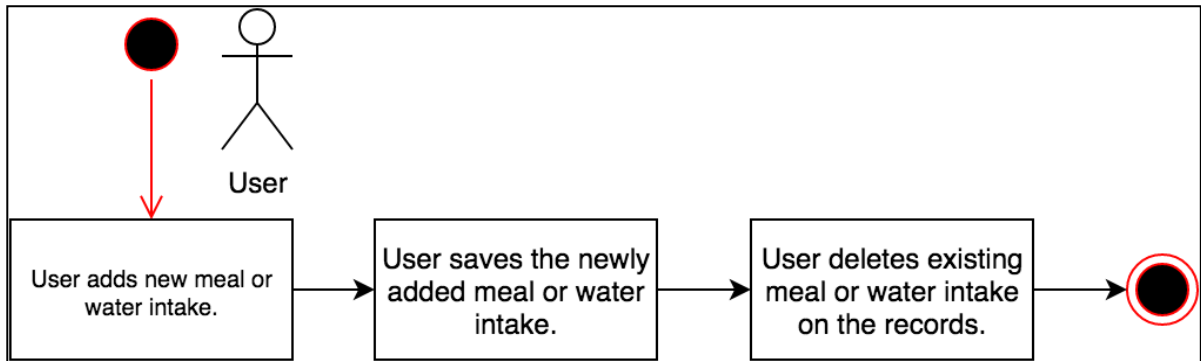 User
User adds new meal or
water intake.
User saves the newly
added meal or water
intake.
User deletes existing
meal or water intake
on the records.